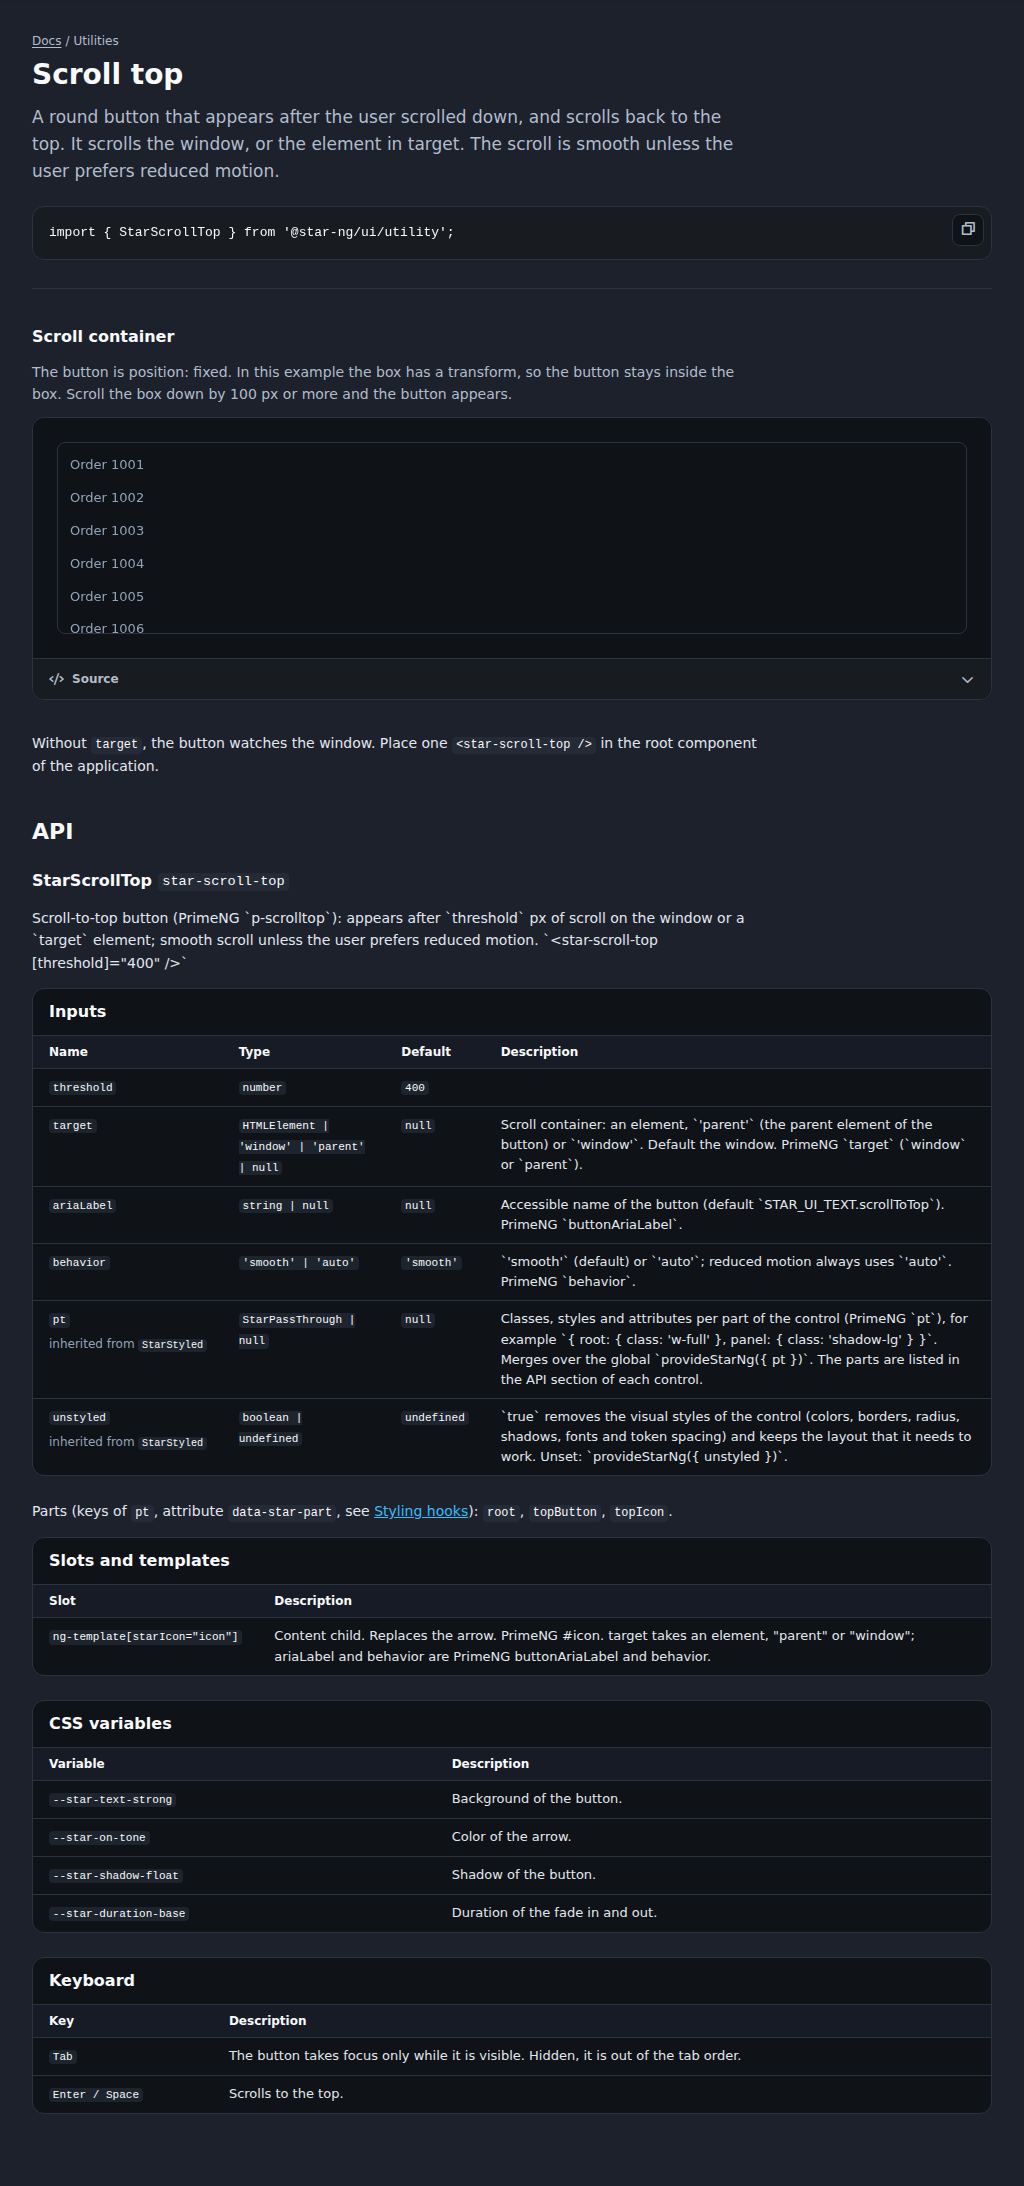 Docs / Utilities
Scroll top
A round button that appears after the user scrolled down, and scrolls back to the
top. It scrolls the window, or the element in target. The scroll is smooth unless the
user prefers reduced motion.
import { StarScrollTop } from '@star-ng/ui/utility';
Scroll container
The button is position: fixed. In this example the box has a transform, so the button stays inside the
box. Scroll the box down by 100 px or more and the button appears.
Order 1001
Order 1002
Order 1003
Order 1004
Order 1005
Order 1006
Source
Without target, the button watches the window. Place one <star-scroll-top /> in the root component
of the application.
API
StarScrollTop star-scroll-top
Scroll-to-top button (PrimeNG `p-scrolltop`): appears after `threshold` px of scroll on the window or a
`target` element; smooth scroll unless the user prefers reduced motion. `<star-scroll-top
[threshold]="400" />`
Inputs
Name Type Default Description
threshold number 400
target HTMLElement | null Scroll container: an element, `'parent'` (the parent element of the
'window' | 'parent' button) or `'window'`. Default the window. PrimeNG `target` (`window`
| null or `parent`).
ariaLabel string | null null Accessible name of the button (default `STAR_UI_TEXT.scrollToTop`).
PrimeNG `buttonAriaLabel`.
behavior 'smooth' | 'auto' 'smooth' `'smooth'` (default) or `'auto'`; reduced motion always uses `'auto'`.
PrimeNG `behavior`.
pt StarPassThrough | null Classes, styles and attributes per part of the control (PrimeNG `pt`), for
inherited from StarStyled null example `{ root: { class: 'w-full' }, panel: { class: 'shadow-lg' } }`.
Merges over the global `provideStarNg({ pt })`. The parts are listed in
the API section of each control.
unstyled boolean | undefined `true` removes the visual styles of the control (colors, borders, radius,
inherited from StarStyled undefined shadows, fonts and token spacing) and keeps the layout that it needs to
work. Unset: `provideStarNg({ unstyled })`.
Parts (keys of pt, attribute data-star-part, see Styling hooks): root, topButton, topIcon.
Slots and templates
Slot Description
ng-template[starIcon="icon"] Content child. Replaces the arrow. PrimeNG #icon. target takes an element, "parent" or "window";
ariaLabel and behavior are PrimeNG buttonAriaLabel and behavior.
CSS variables
Variable Description
--star-text-strong Background of the button.
--star-on-tone Color of the arrow.
--star-shadow-float Shadow of the button.
--star-duration-base Duration of the fade in and out.
Keyboard
Key Description
Tab The button takes focus only while it is visible. Hidden, it is out of the tab order.
Enter / Space Scrolls to the top.